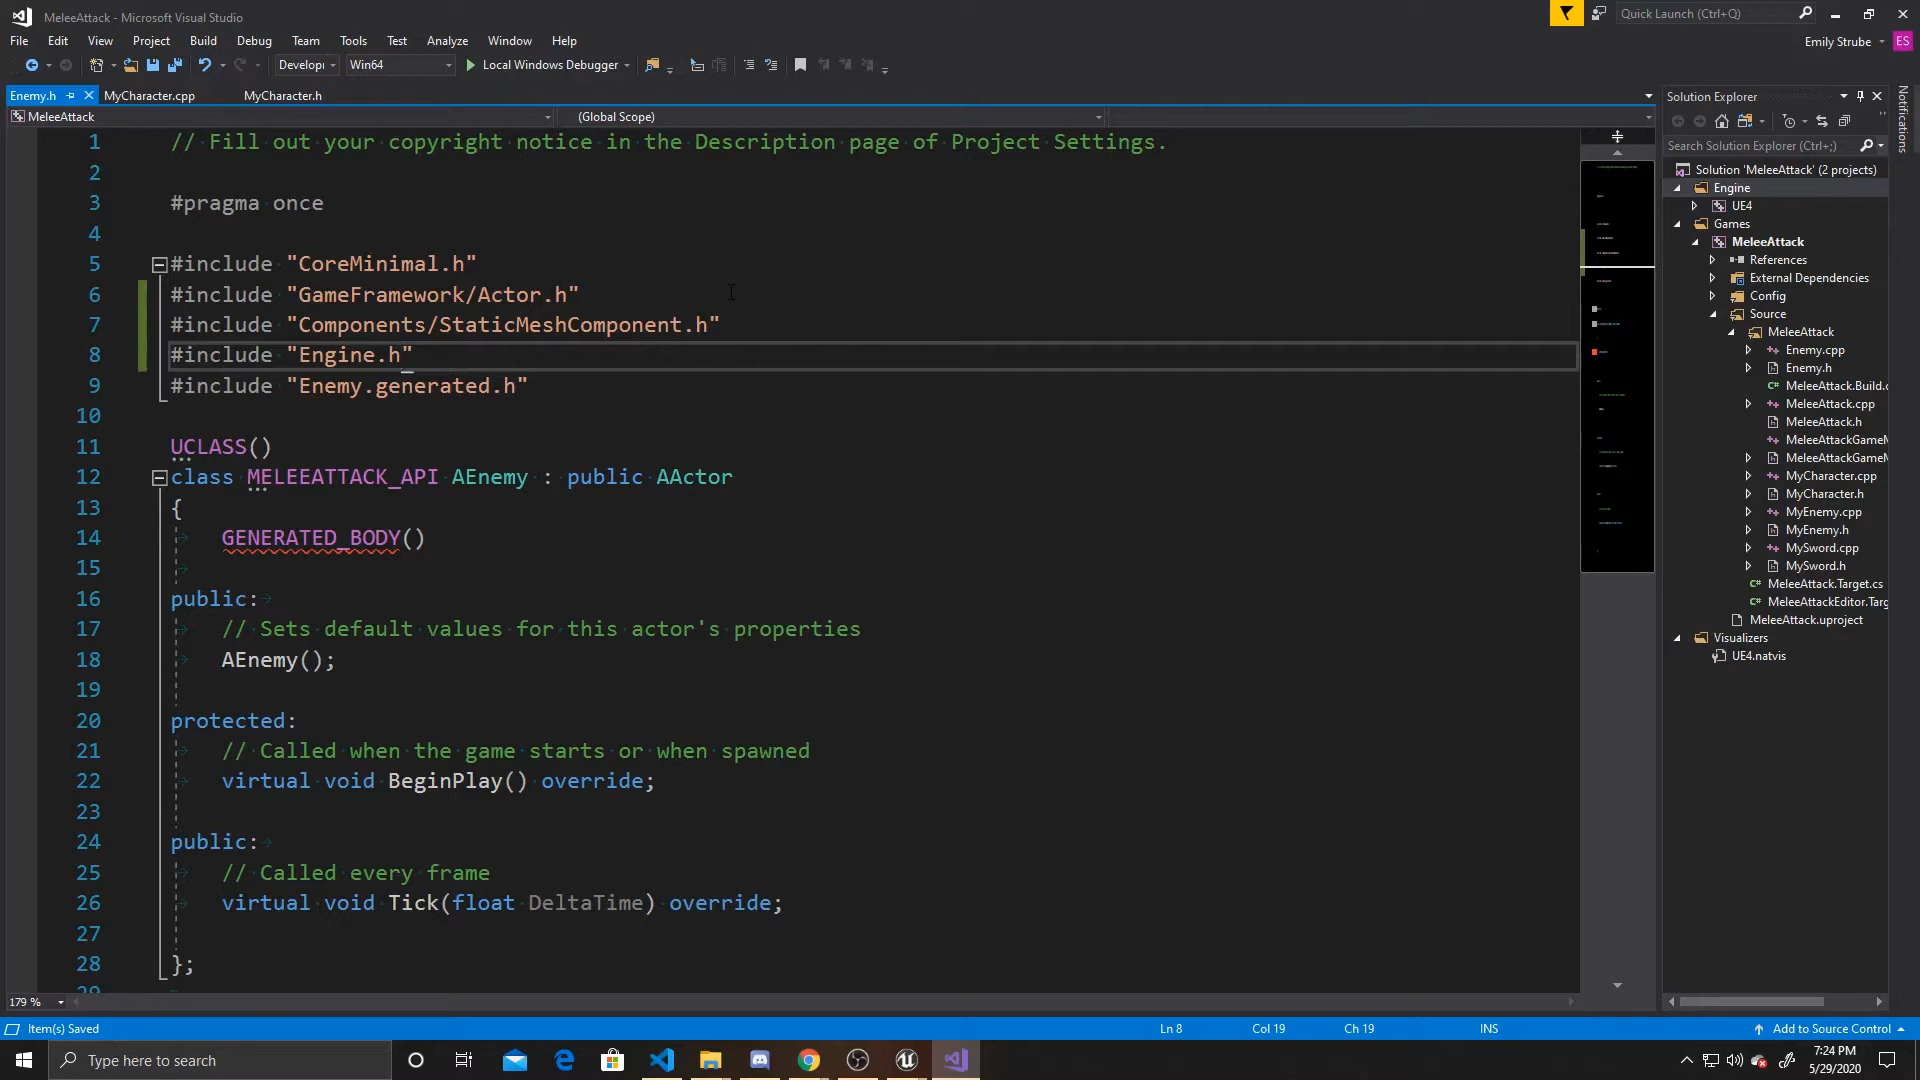 MeleeAttack - Microsoft Visual Studio
Quick Launch (Ctrl+Q)
File Edit View Project Build Debug Team Tools Test Analyze Window Help
Emily Strube ES
Develop Win64 Local Windows Debugger
Enemy.h MyCharacter.cpp MyCharacter.h
MeleeAttack (Global Scope)
1 // Fill out your copyright notice in the Description page of Project Settings.
2
3 #pragma once
4
5 #include "CoreMinimal.h"
6 #include "GameFramework/Actor.h"
7 #include "Components/StaticMeshComponent.h"
8 #include "Engine.h"
9 #include "Enemy.generated.h"
10
11 UCLASS()
12 class MELEEATTACK_API AEnemy : public AActor
13 {
14 GENERATED_BODY()
15
16 public:
17 // Sets default values for this actor's properties
18 AEnemy();
19
20 protected:
21 // Called when the game starts or when spawned
22 virtual void BeginPlay() override;
23
24 public:
25 // Called every frame
26 virtual void Tick(float DeltaTime) override;
27
28 };
29
179 %
Solution Explorer
Search Solution Explorer (Ctrl+;)
Solution 'MeleeAttack' (2 projects)
Engine
UE4
Games
MeleeAttack
References
External Dependencies
Config
Source
MeleeAttack
Enemy.cpp
Enemy.h
MeleeAttack.Build.c
MeleeAttack.cpp
MeleeAttack.h
MeleeAttackGameM
MeleeAttackGameM
MyCharacter.cpp
MyCharacter.h
MyEnemy.cpp
MyEnemy.h
MySword.cpp
MySword.h
MeleeAttack.Target.cs
MeleeAttackEditor.Targ
MeleeAttack.uproject
Visualizers
UE4.natvis
Notifications
Item(s) Saved Ln 8 Col 19 Ch 19 INS Add to Source Control
Type here to search
7:24 PM
5/29/2020